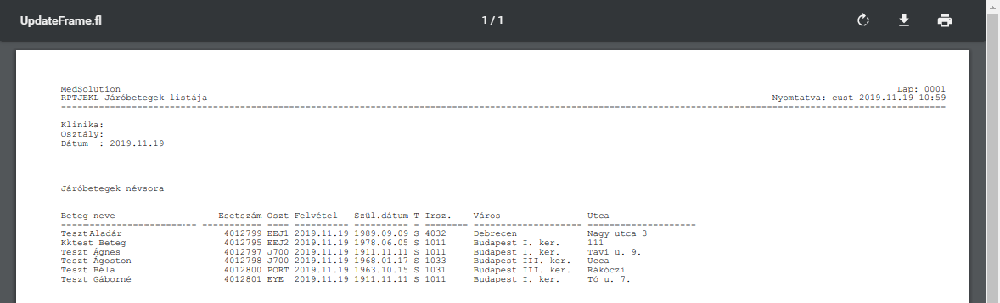 UpdateFrame.fl 1 / 1
MedSolution Lap: 0001
RPTJEKL Járóbetegek listája Nyomtatva: cust 2019.11.19 10:59
Klinika:
Osztály:
Dátum : 2019.11.19
Járóbetegek névsora
Beteg neve Esetszám Oszt Felvétel Szül.dátum T Irsz. Város Utca
Teszt Aladár 4012799 EEJ1 2019.11.19 1989.09.09 S 4032 Debrecen Nagy utca 3
Kktest Beteg 4012795 EEJ2 2019.11.19 1978.06.05 S 1011 Budapest I. ker. 111
Teszt Ágnes 4012797 J700 2019.11.19 1911.11.11 S 1011 Budapest I. ker. Tavi u. 9.
Teszt Ágoston 4012798 J700 2019.11.19 1968.01.17 S 1033 Budapest III. ker. Ucca
Teszt Béla 4012800 PORT 2019.11.19 1963.10.15 S 1031 Budapest III. ker. Rákóczi
Teszt Gáborné 4012801 EYE 2019.11.19 1911.11.11 S 1011 Budapest I. ker. Tó u. 7.